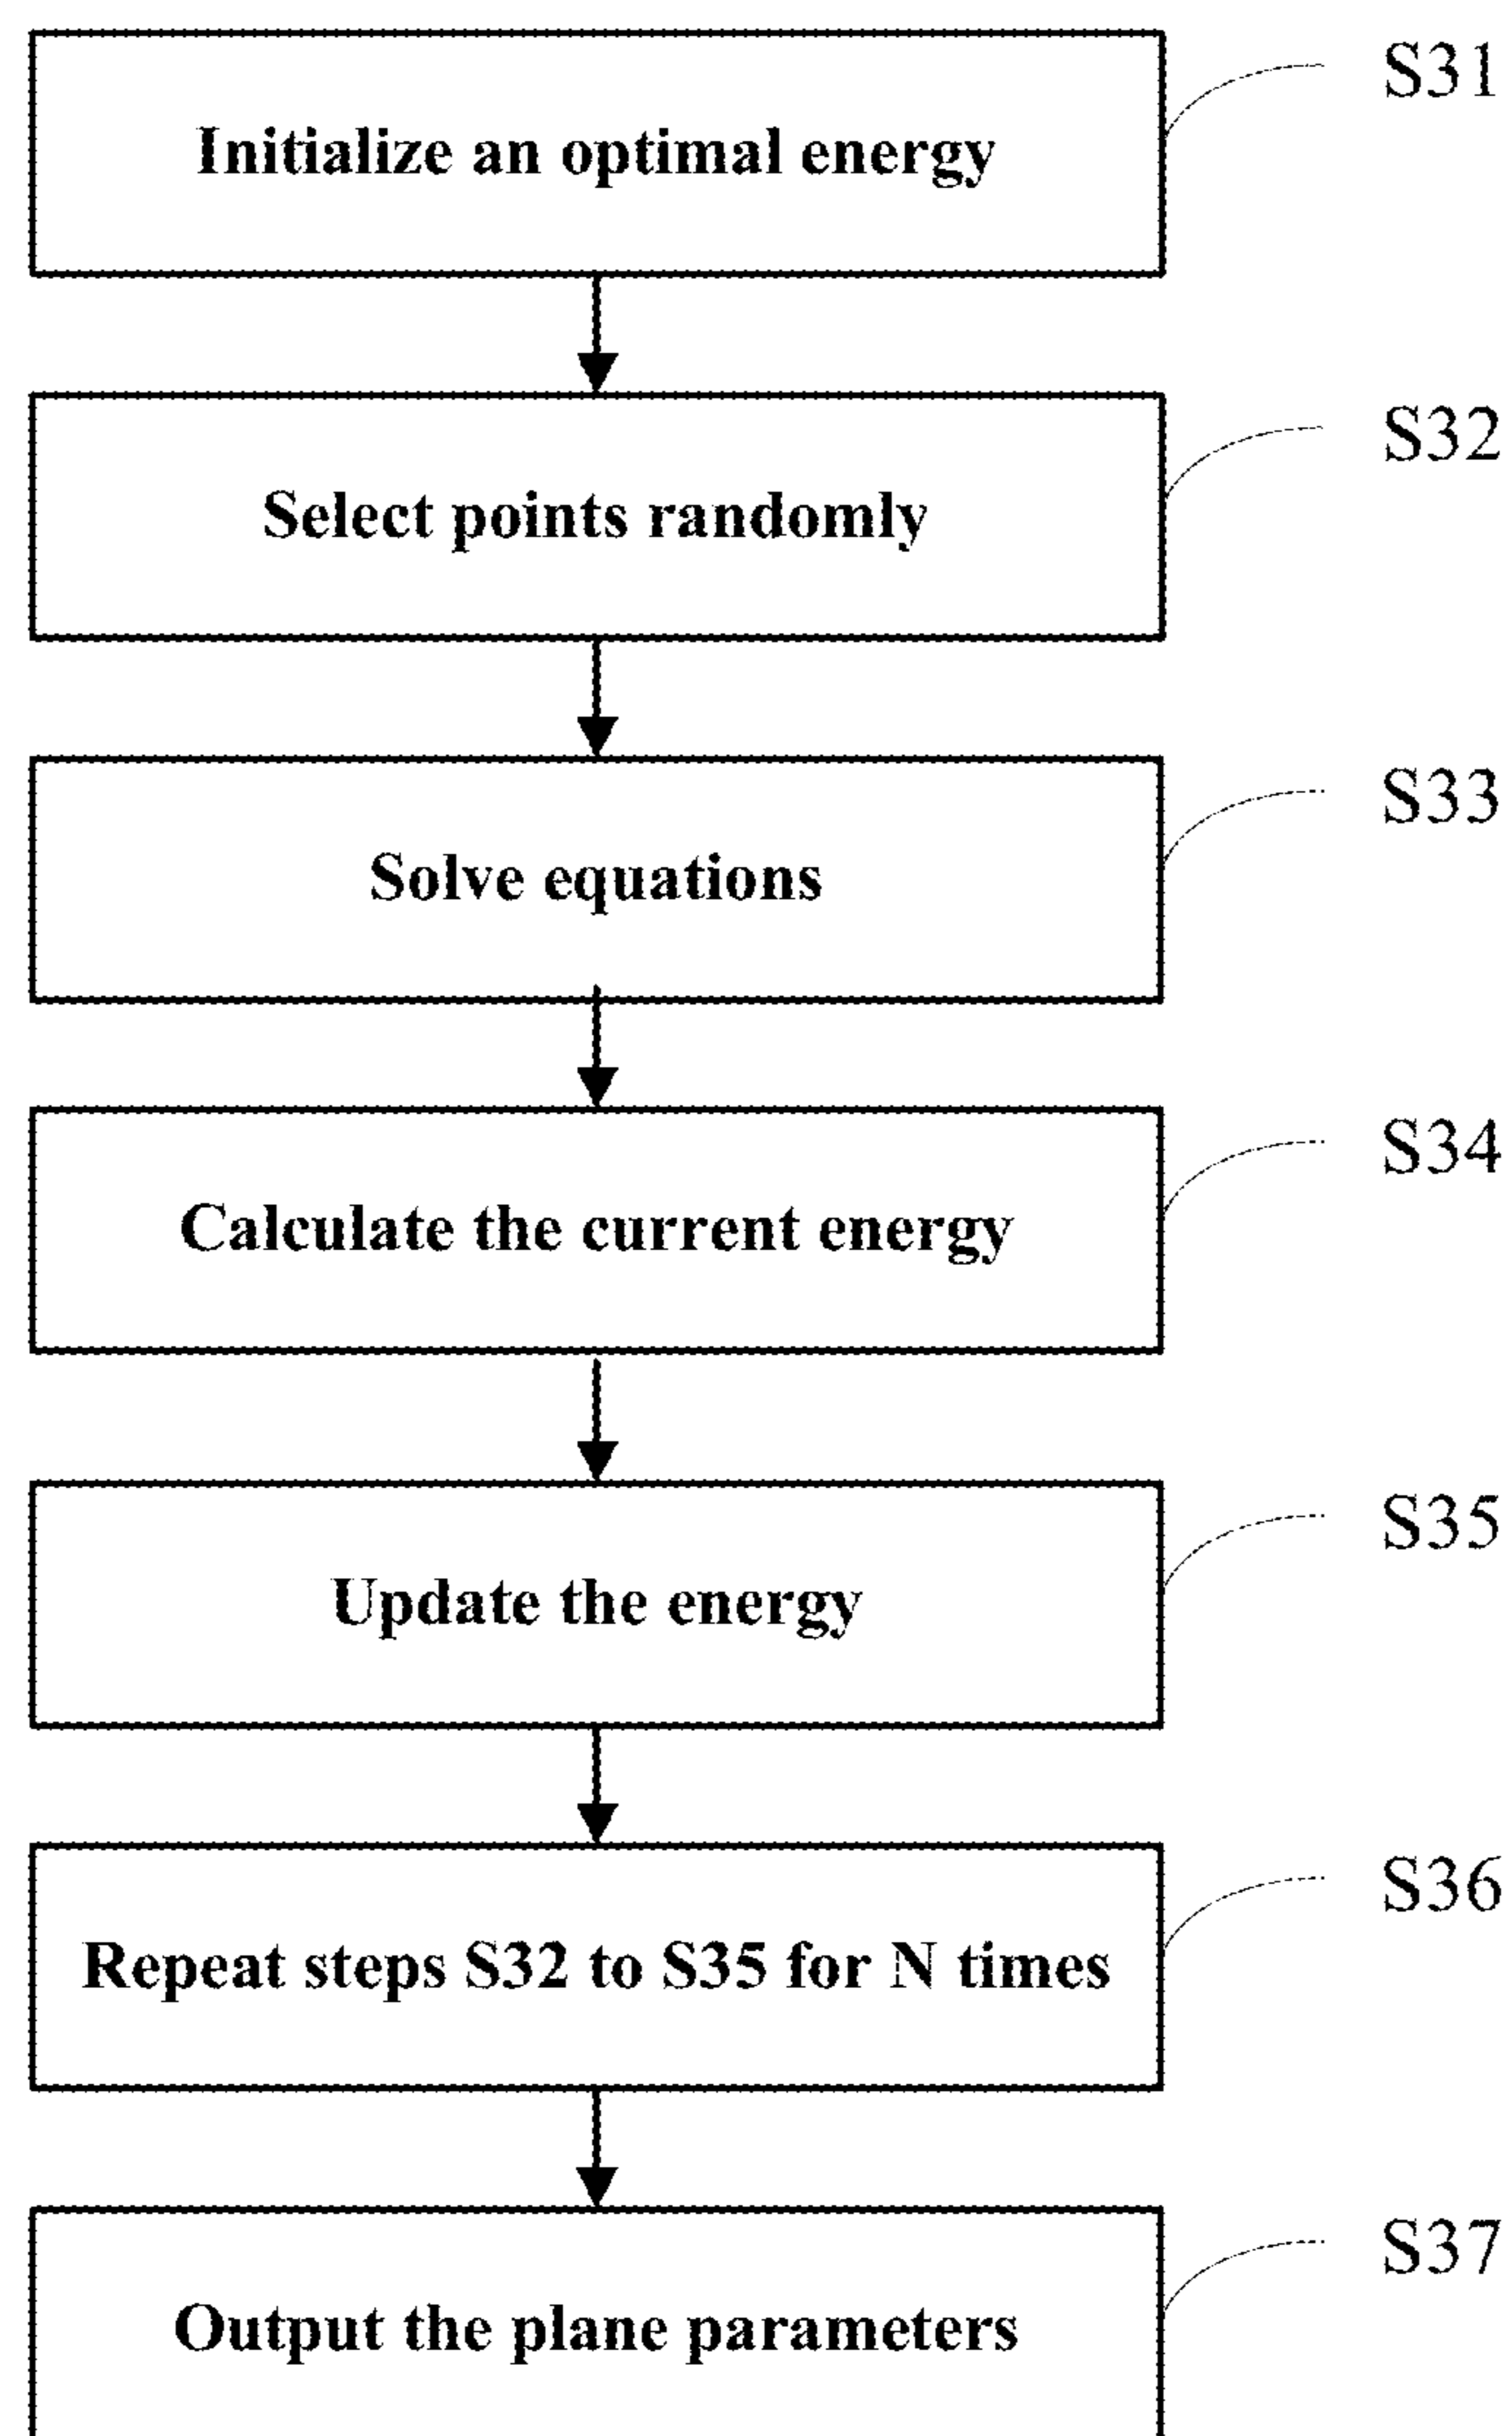 Initialize an optimal energy
S31
Select points randomly
S32
Solve equations
S33
Calculate the current energy
S34
Update the energy
S35
Repeat steps S32 to S35 for N times
S36
Output the plane parameters
S37